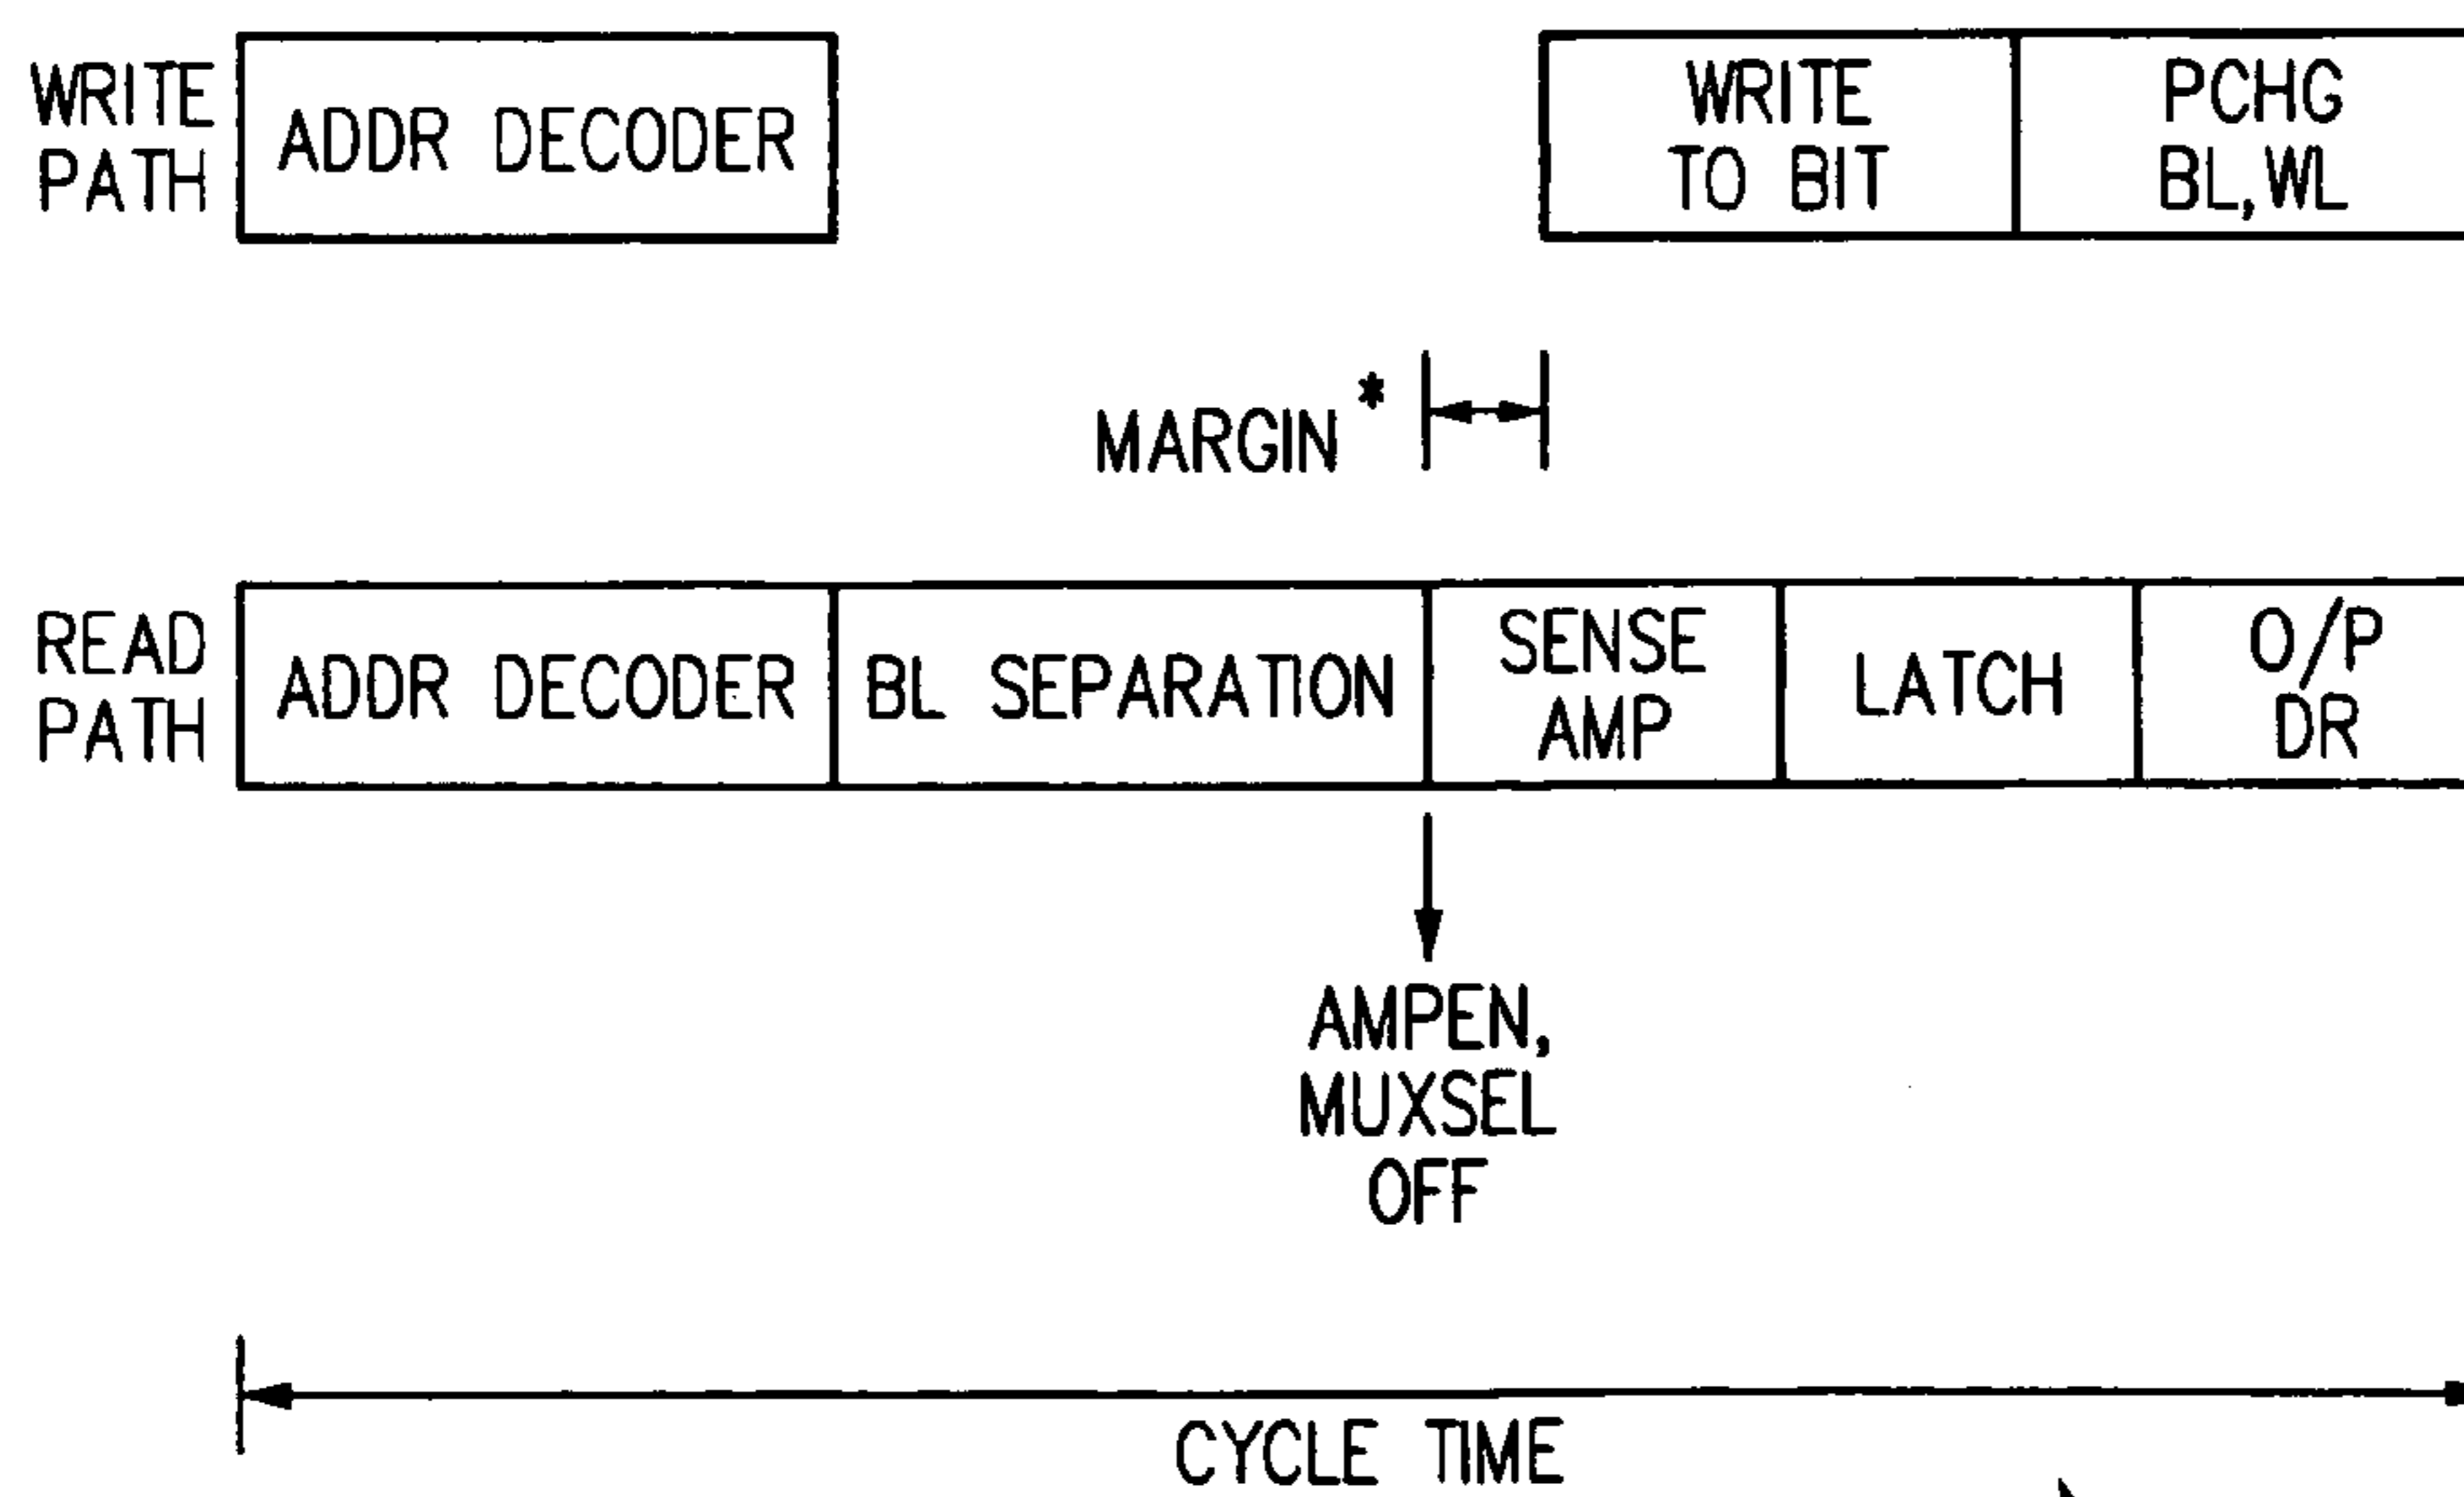 WRITE
PATH
ADDR DECODER
WRITE
TO BIT
PCHG
BL,WL
MARGIN*
READ
PATH
ADDR DECODER
BL SEPARATION
SENSE
AMP
LATCH
O/P
DR
AMPEN,
MUXSEL
OFF
CYCLE TIME